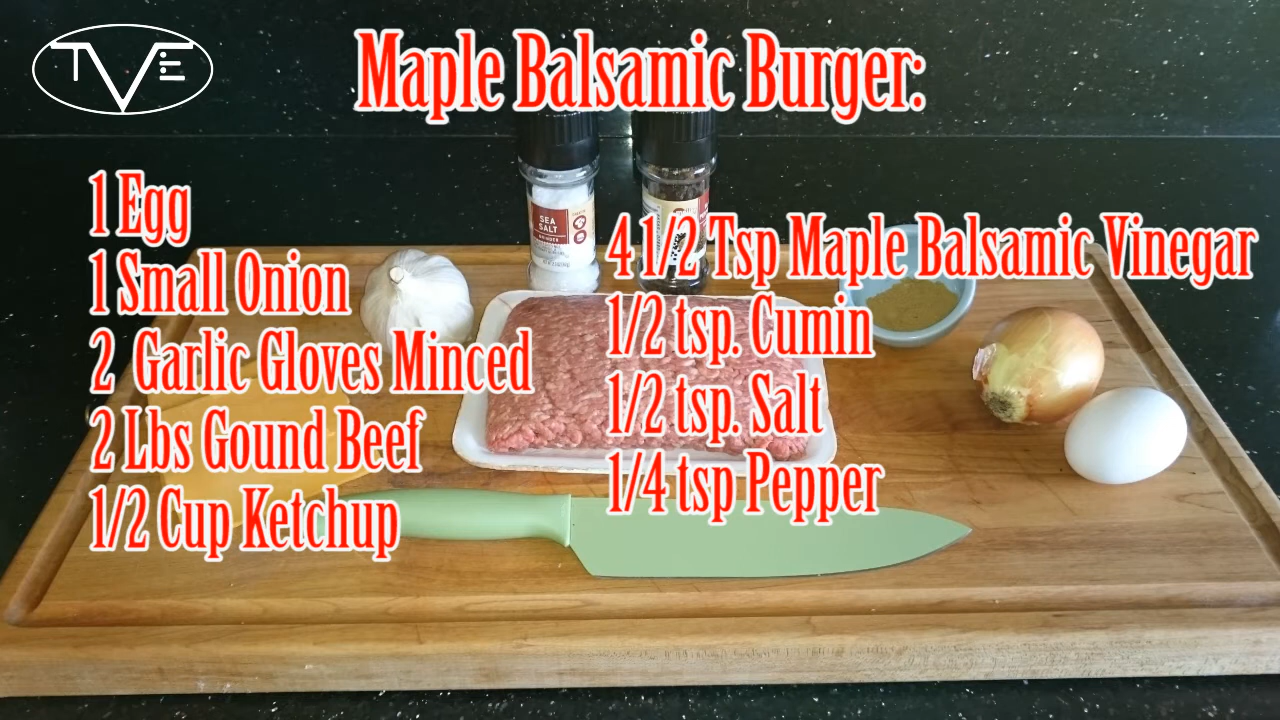 TVE
Maple Balsamic Burger:
1 Egg
1 Small Onion
2 Garlic Gloves Minced
2 Lbs Gound Beef
1/2 Cup Ketchup
4 1/2 Tsp Maple Balsamic Vinegar
1/2 tsp. Cumin
1/2 tsp. Salt
1/4 tsp Pepper
SEA
SALT